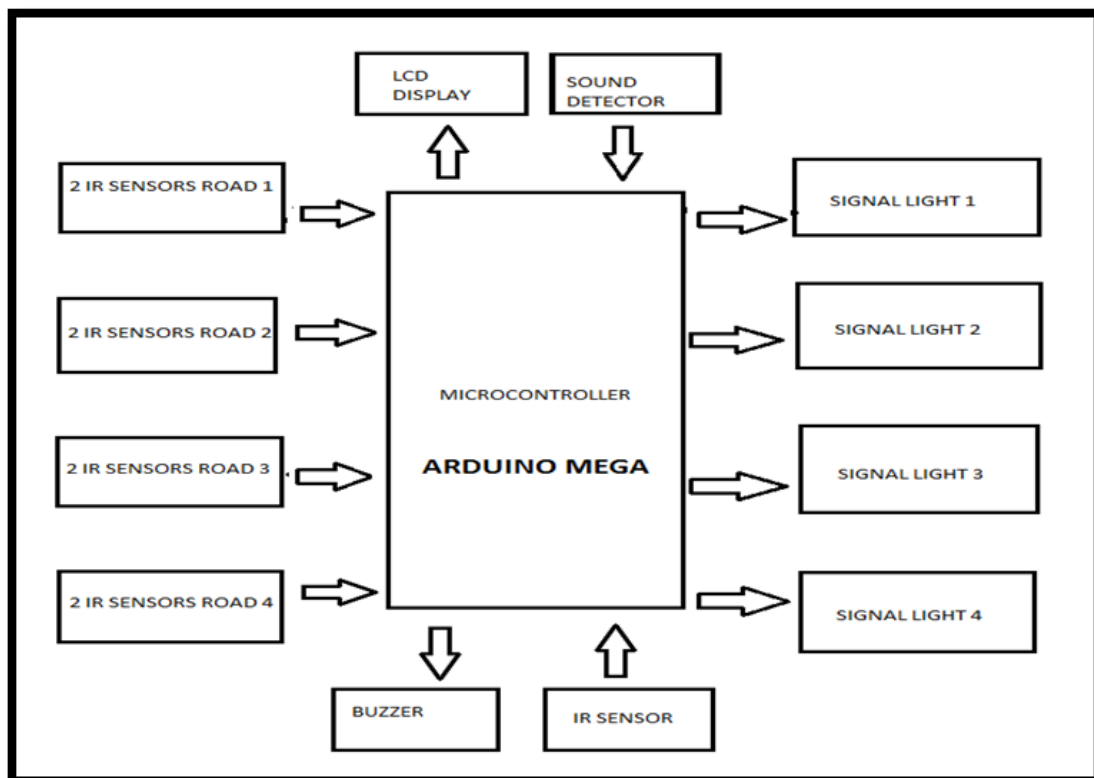 LCD
DISPLAY
SOUND
DETECTOR
2 IR SENSORS ROAD 1
SIGNAL LIGHT 1
2 IR SENSORS ROAD 2
SIGNAL LIGHT 2
MICROCONTROLLER
ARDUINO MEGA
2 IR SENSORS ROAD 3
SIGNAL LIGHT 3
2 IR SENSORS ROAD 4
SIGNAL LIGHT 4
BUZZER
IR SENSOR